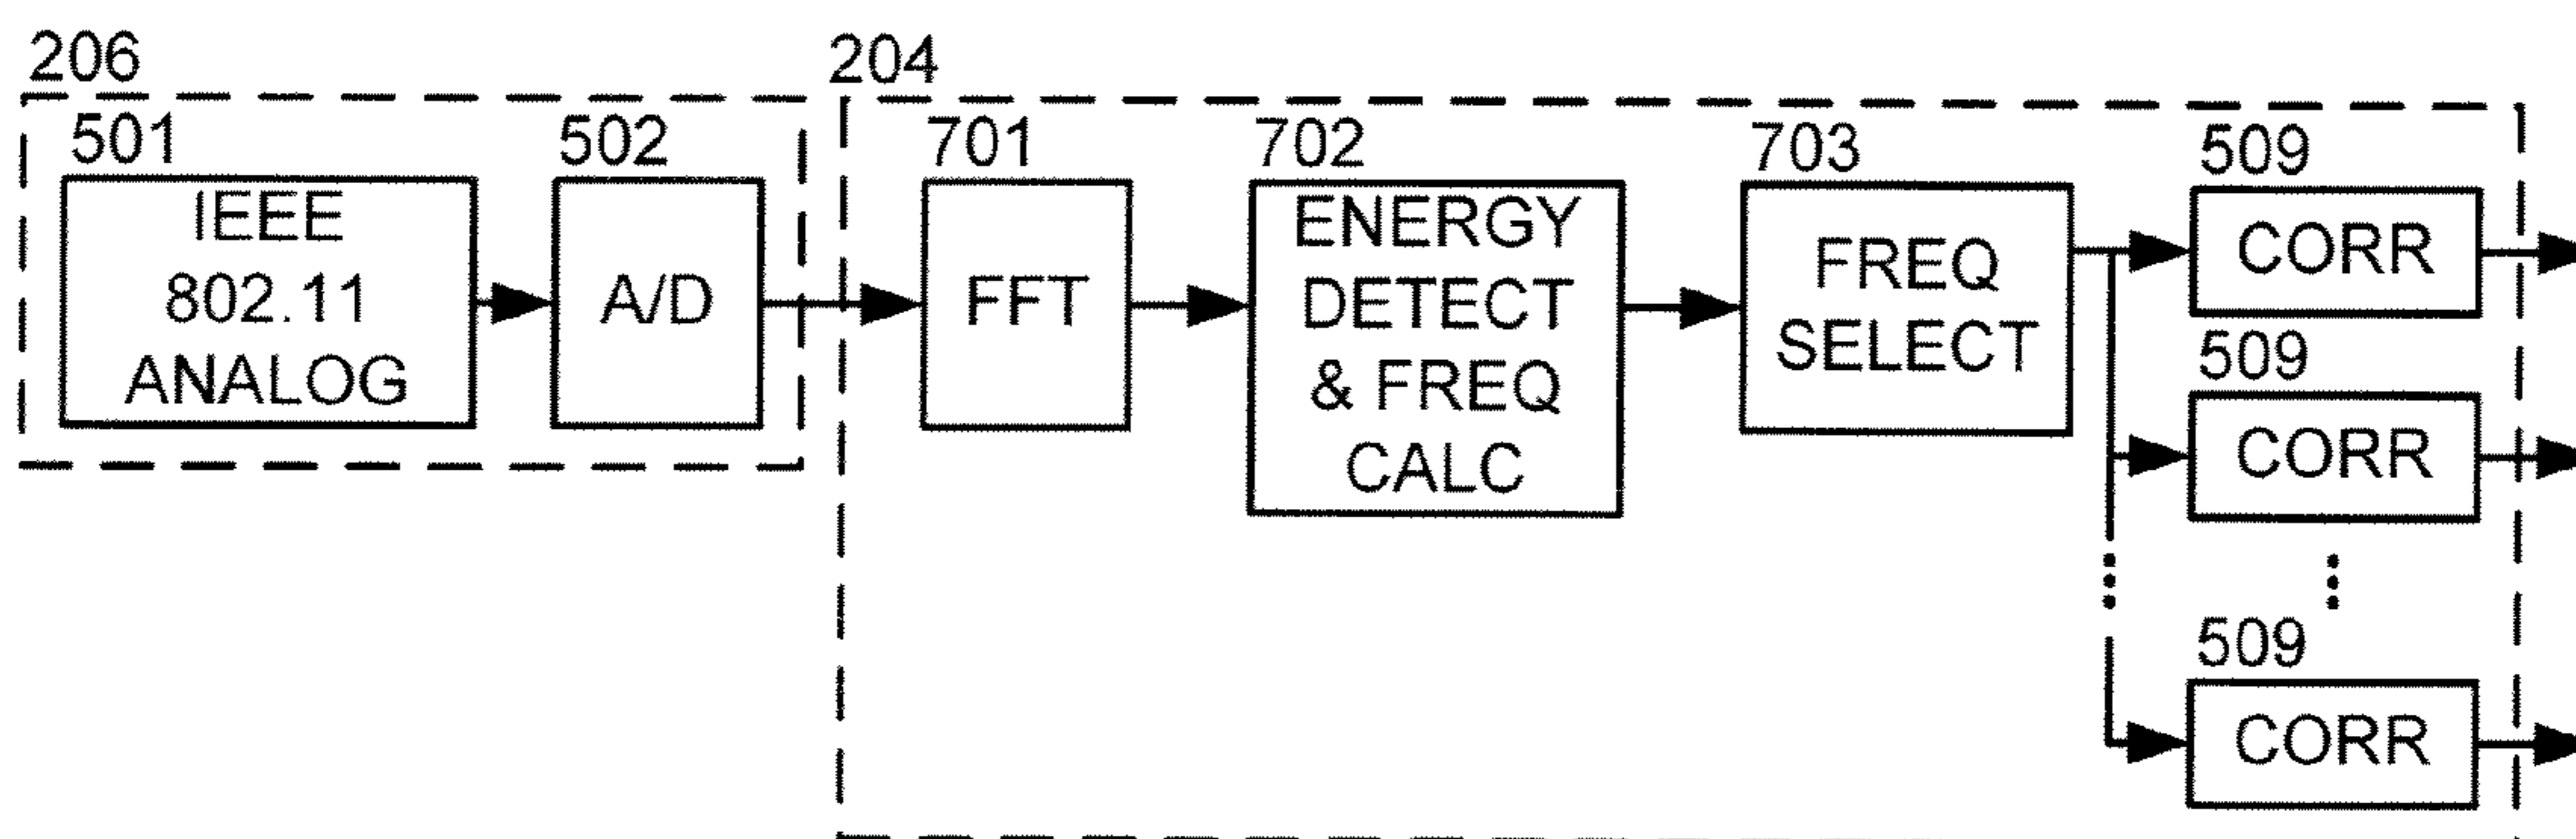 206
204
501
502
701
702
703
509
IEEE
802.11
ANALOG
A/D
FFT
ENERGY
DETECT
& FREQ
CALC
FREQ
SELECT
CORR
509
CORR
509
CORR